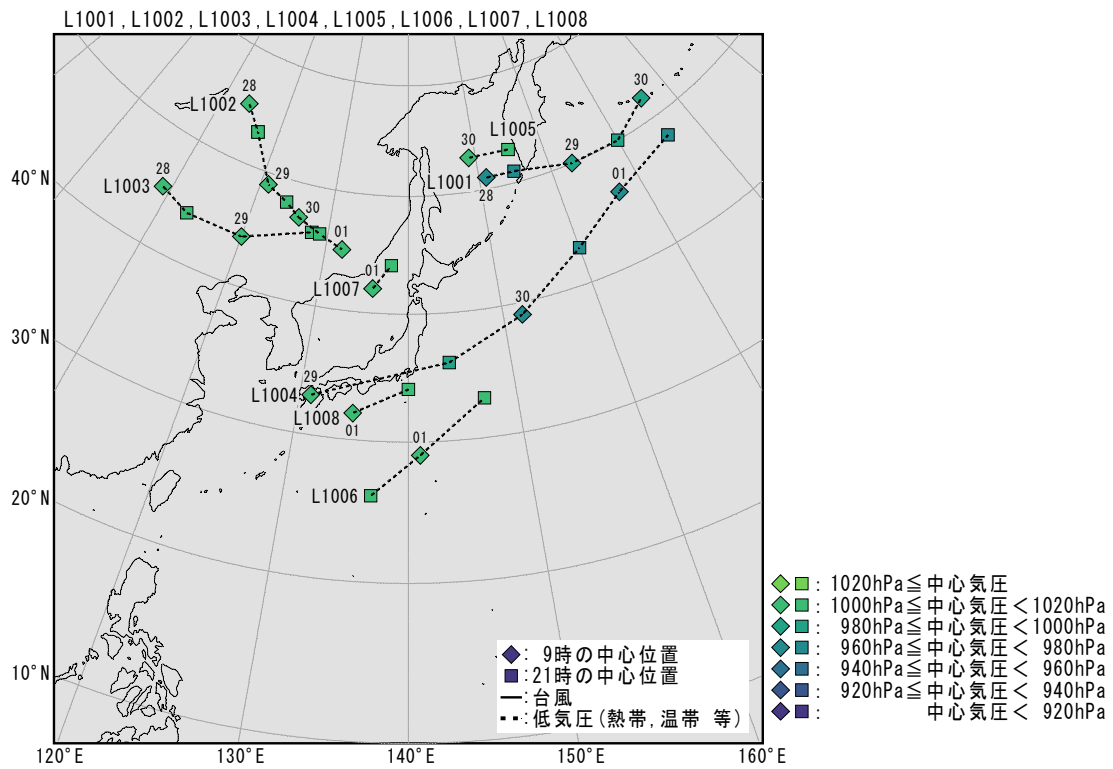 L1001,L1002,L1003,L1004,L1005,L1006,L1007,L1008
30
28
L1002
L1005
30
29
28
L1003
40°N
29
L1001
28
01
29
30
01
01
L1007
30
30°N
29
L1004
L1008
01
01
L1006
20°N
10°N
120°E
130°E
140°E
150°E
160°E
: 9時の中心位置
:21時の中心位置
:台風
:低気圧(熱帯,温帯 等)
: 1020hPa≦中心気圧
: 1000hPa≦中心気圧<1020hPa
: 980hPa≦中心気圧<1000hPa
: 960hPa≦中心気圧< 980hPa
: 940hPa≦中心気圧< 960hPa
: 920hPa≦中心気圧< 940hPa
: 中心気圧< 920hPa